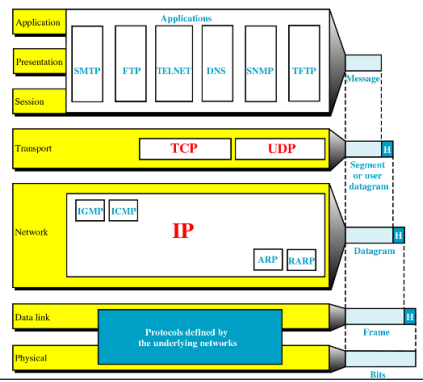 Application
Applications
Presentation
SMTP FTP TELNET DNS SNMP TFTP
Message
Session
Transport
TCP UDP
H
Segment
or user
datagram
IGMP ICMP
Network
IP
H
Datagram
ARP RARP
Data link
H
Protocols defined by
the underlying networks
Frame
Physical
Bits